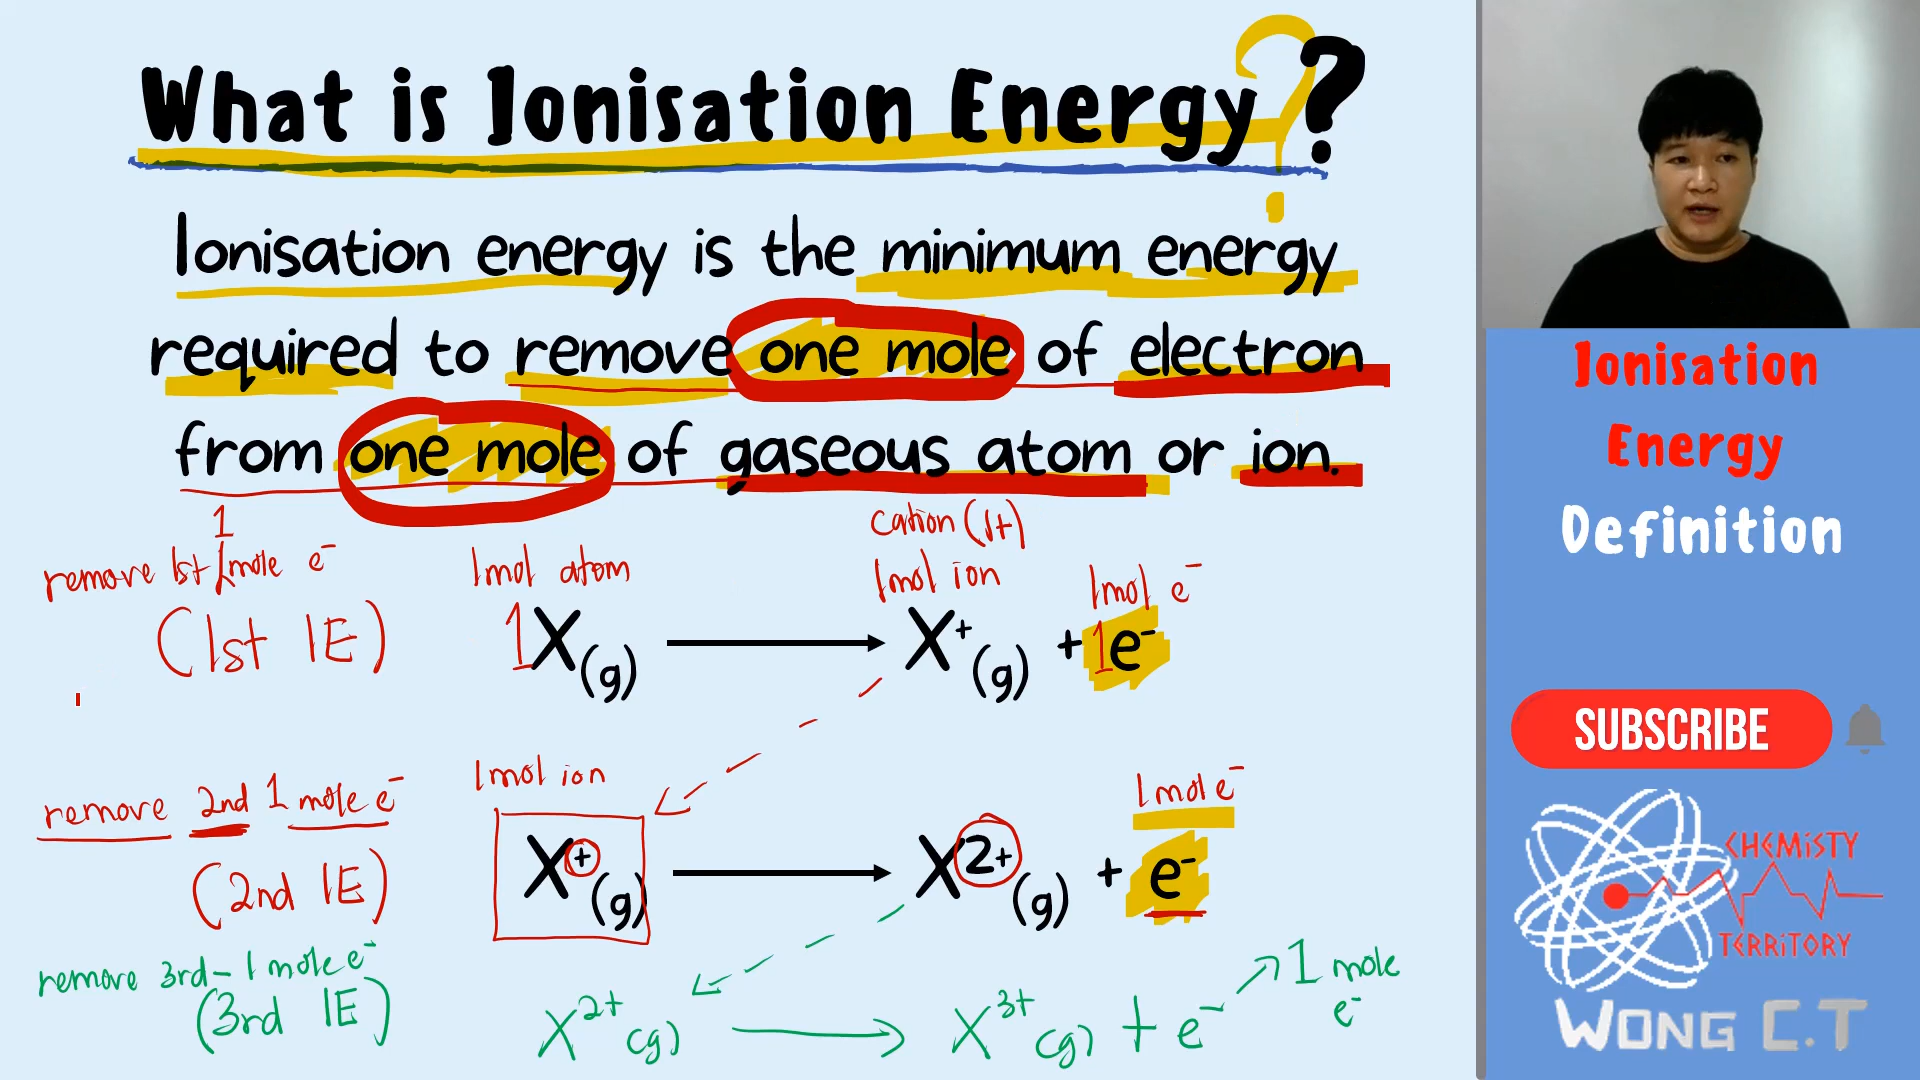 What is Ionisation Energy?
Ionisation energy is the minimum energy
required to remove one mole of electron
from one mole of gaseous atom or ion.
1
remove 1st 1mole e⁻
(1st IE)
1mol atom
1X(g) → X⁺(g) + 1e⁻
cation (1+)
1mol ion
1mol e⁻
remove 2nd 1 mole e⁻
(2nd IE)
1mol ion
X⁺(g) → X²⁺(g) + e⁻
1mol e⁻
remove 3rd - 1 mole e⁻
(3rd IE)
X²⁺(g) → X³⁺(g) + e⁻
1 mole
e⁻
Ionisation
Energy
Definition
SUBSCRIBE
CHEMiSTY
TERRiTORY
WONG C.T